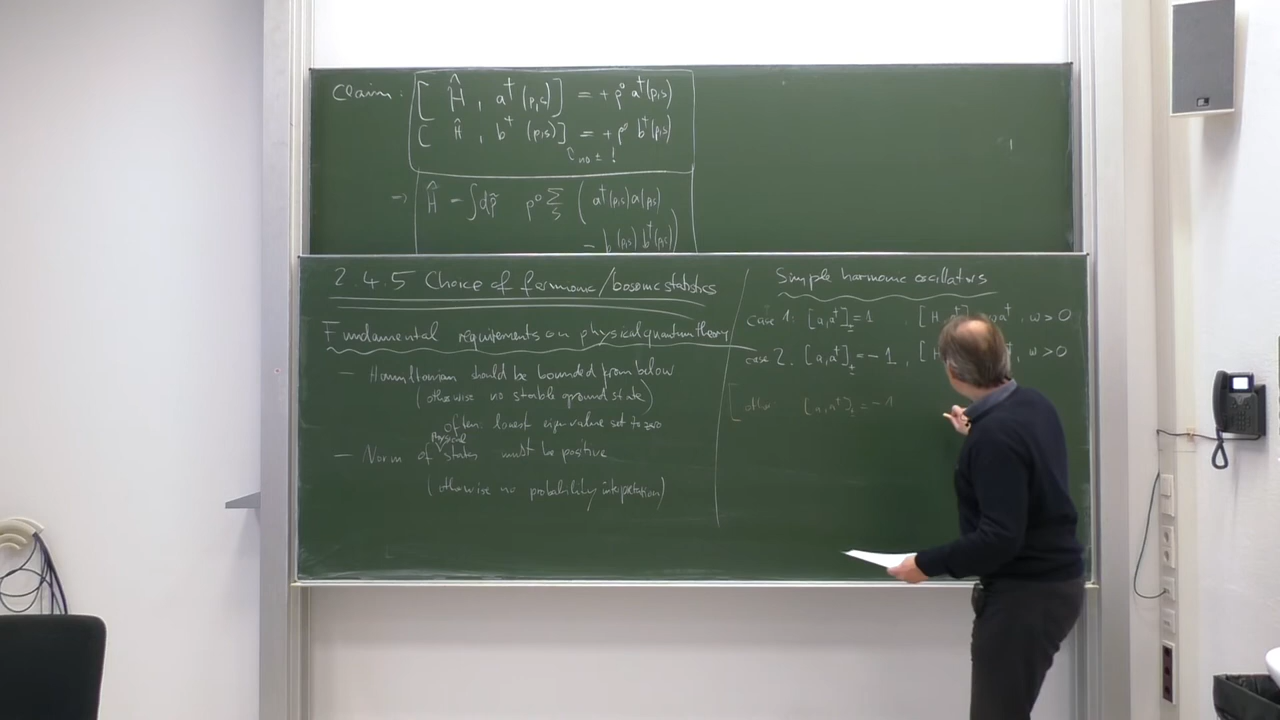 Claim: [ Ĥ , a† (p,s) ] = + p⁰ a†(p,s)
[ Ĥ , b† (p,s) ] = + p⁰ b†(p,s)
no ± !
→ Ĥ = ∫dp̃ p⁰ Σ_s ( a†(p,s) a(p,s)
− b(p,s) b†(p,s) )
2.4.5 Choice of fermionic/bosonic statistics
Fundamental requirements on physical quantum theory
— Hamiltonian should be bounded from below
(otherwise no stable ground state)
often: lowest eigenvalue set to zero
— Norm of physical states must be positive
(otherwise no probability interpretation)
Simple harmonic oscillators
case 1: [a,a†]± = 1 , [H, a†] ωa† , ω > 0
case 2. [a,a†]± = −1 , [H †, ω > 0
[ other [a,a†]± = −1